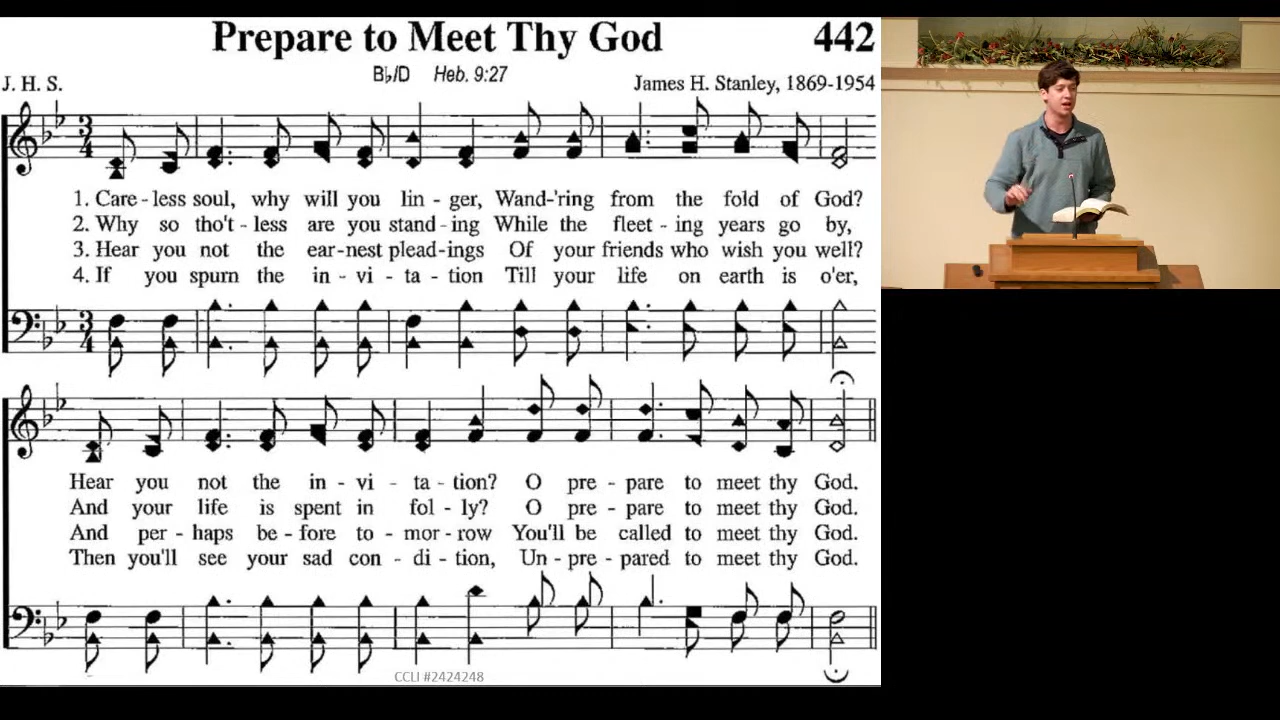 Prepare to Meet Thy God 442
B♭/D Heb. 9:27
J. H. S. James H. Stanley, 1869-1954
3 4
1. Care - less soul, why will you lin - ger, Wand-'ring from the fold of God?
2. Why so tho't - less are you stand - ing While the fleet - ing years go by,
3. Hear you not the ear-nest plead-ings Of your friends who wish you well?
4. If you spurn the in - vi - ta - tion Till your life on earth is o'er,
3 4
Hear you not the in - vi - ta - tion? O pre - pare to meet thy God.
And your life is spent in fol - ly? O pre - pare to meet thy God.
And per - haps be - fore to - mor - row You'll be called to meet thy God.
Then you'll see your sad con - di - tion, Un - pre - pared to meet thy God.
CCLI #2424248